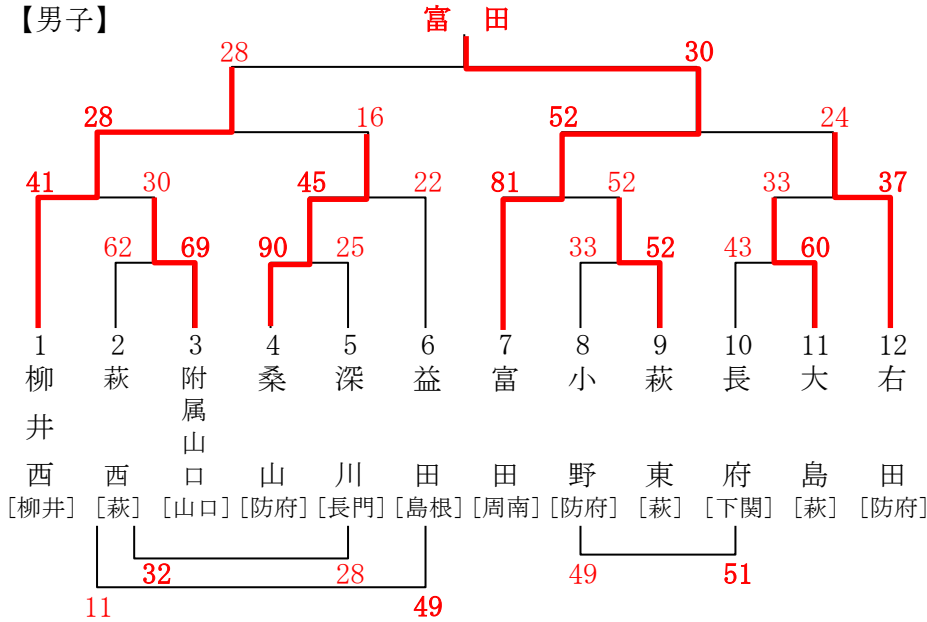 【男子】
富 田
28 30
28 16 52 24
41 30 45 22 81 52 33 37
62 69 90 25 33 52 43 60
1 2 3 4 5 6 7 8 9 10 11 12
柳井西 萩西 附属山口 桑山 深川 益田 富田 小野 萩東 長府 大島 右田
[柳井] [萩] [山口] [防府] [長門] [島根] [周南] [防府] [萩] [下関] [萩] [防府]
32 28 49 51
11 49